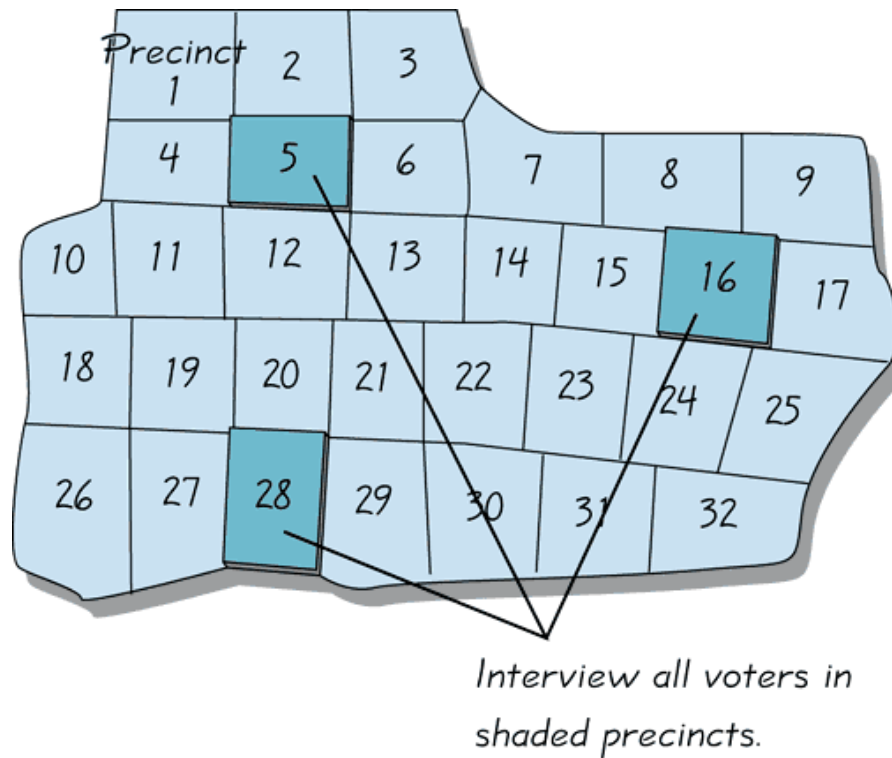 Precinct
1 2 3
4 5 6 7 8 9
10 11 12 13 14 15 16 17
18 19 20 21 22 23 24 25
26 27 28 29 30 31 32
Interview all voters in
shaded precincts.